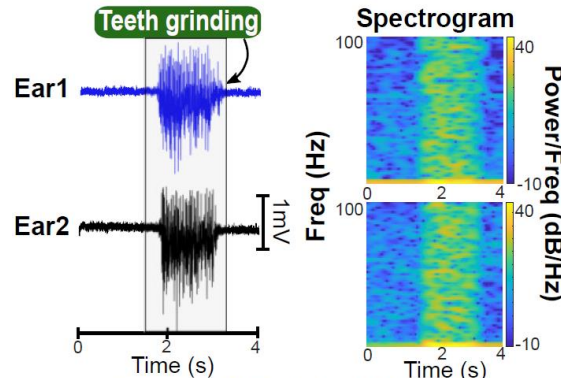 Teeth grinding
Ear1
Ear2
1mV
0 2 4
Time (s)
Spectrogram
100
40
-10
0 2 4
100
40
-10
0 2 4
Time (s)
Freq (Hz)
Power/Freq (dB/Hz)